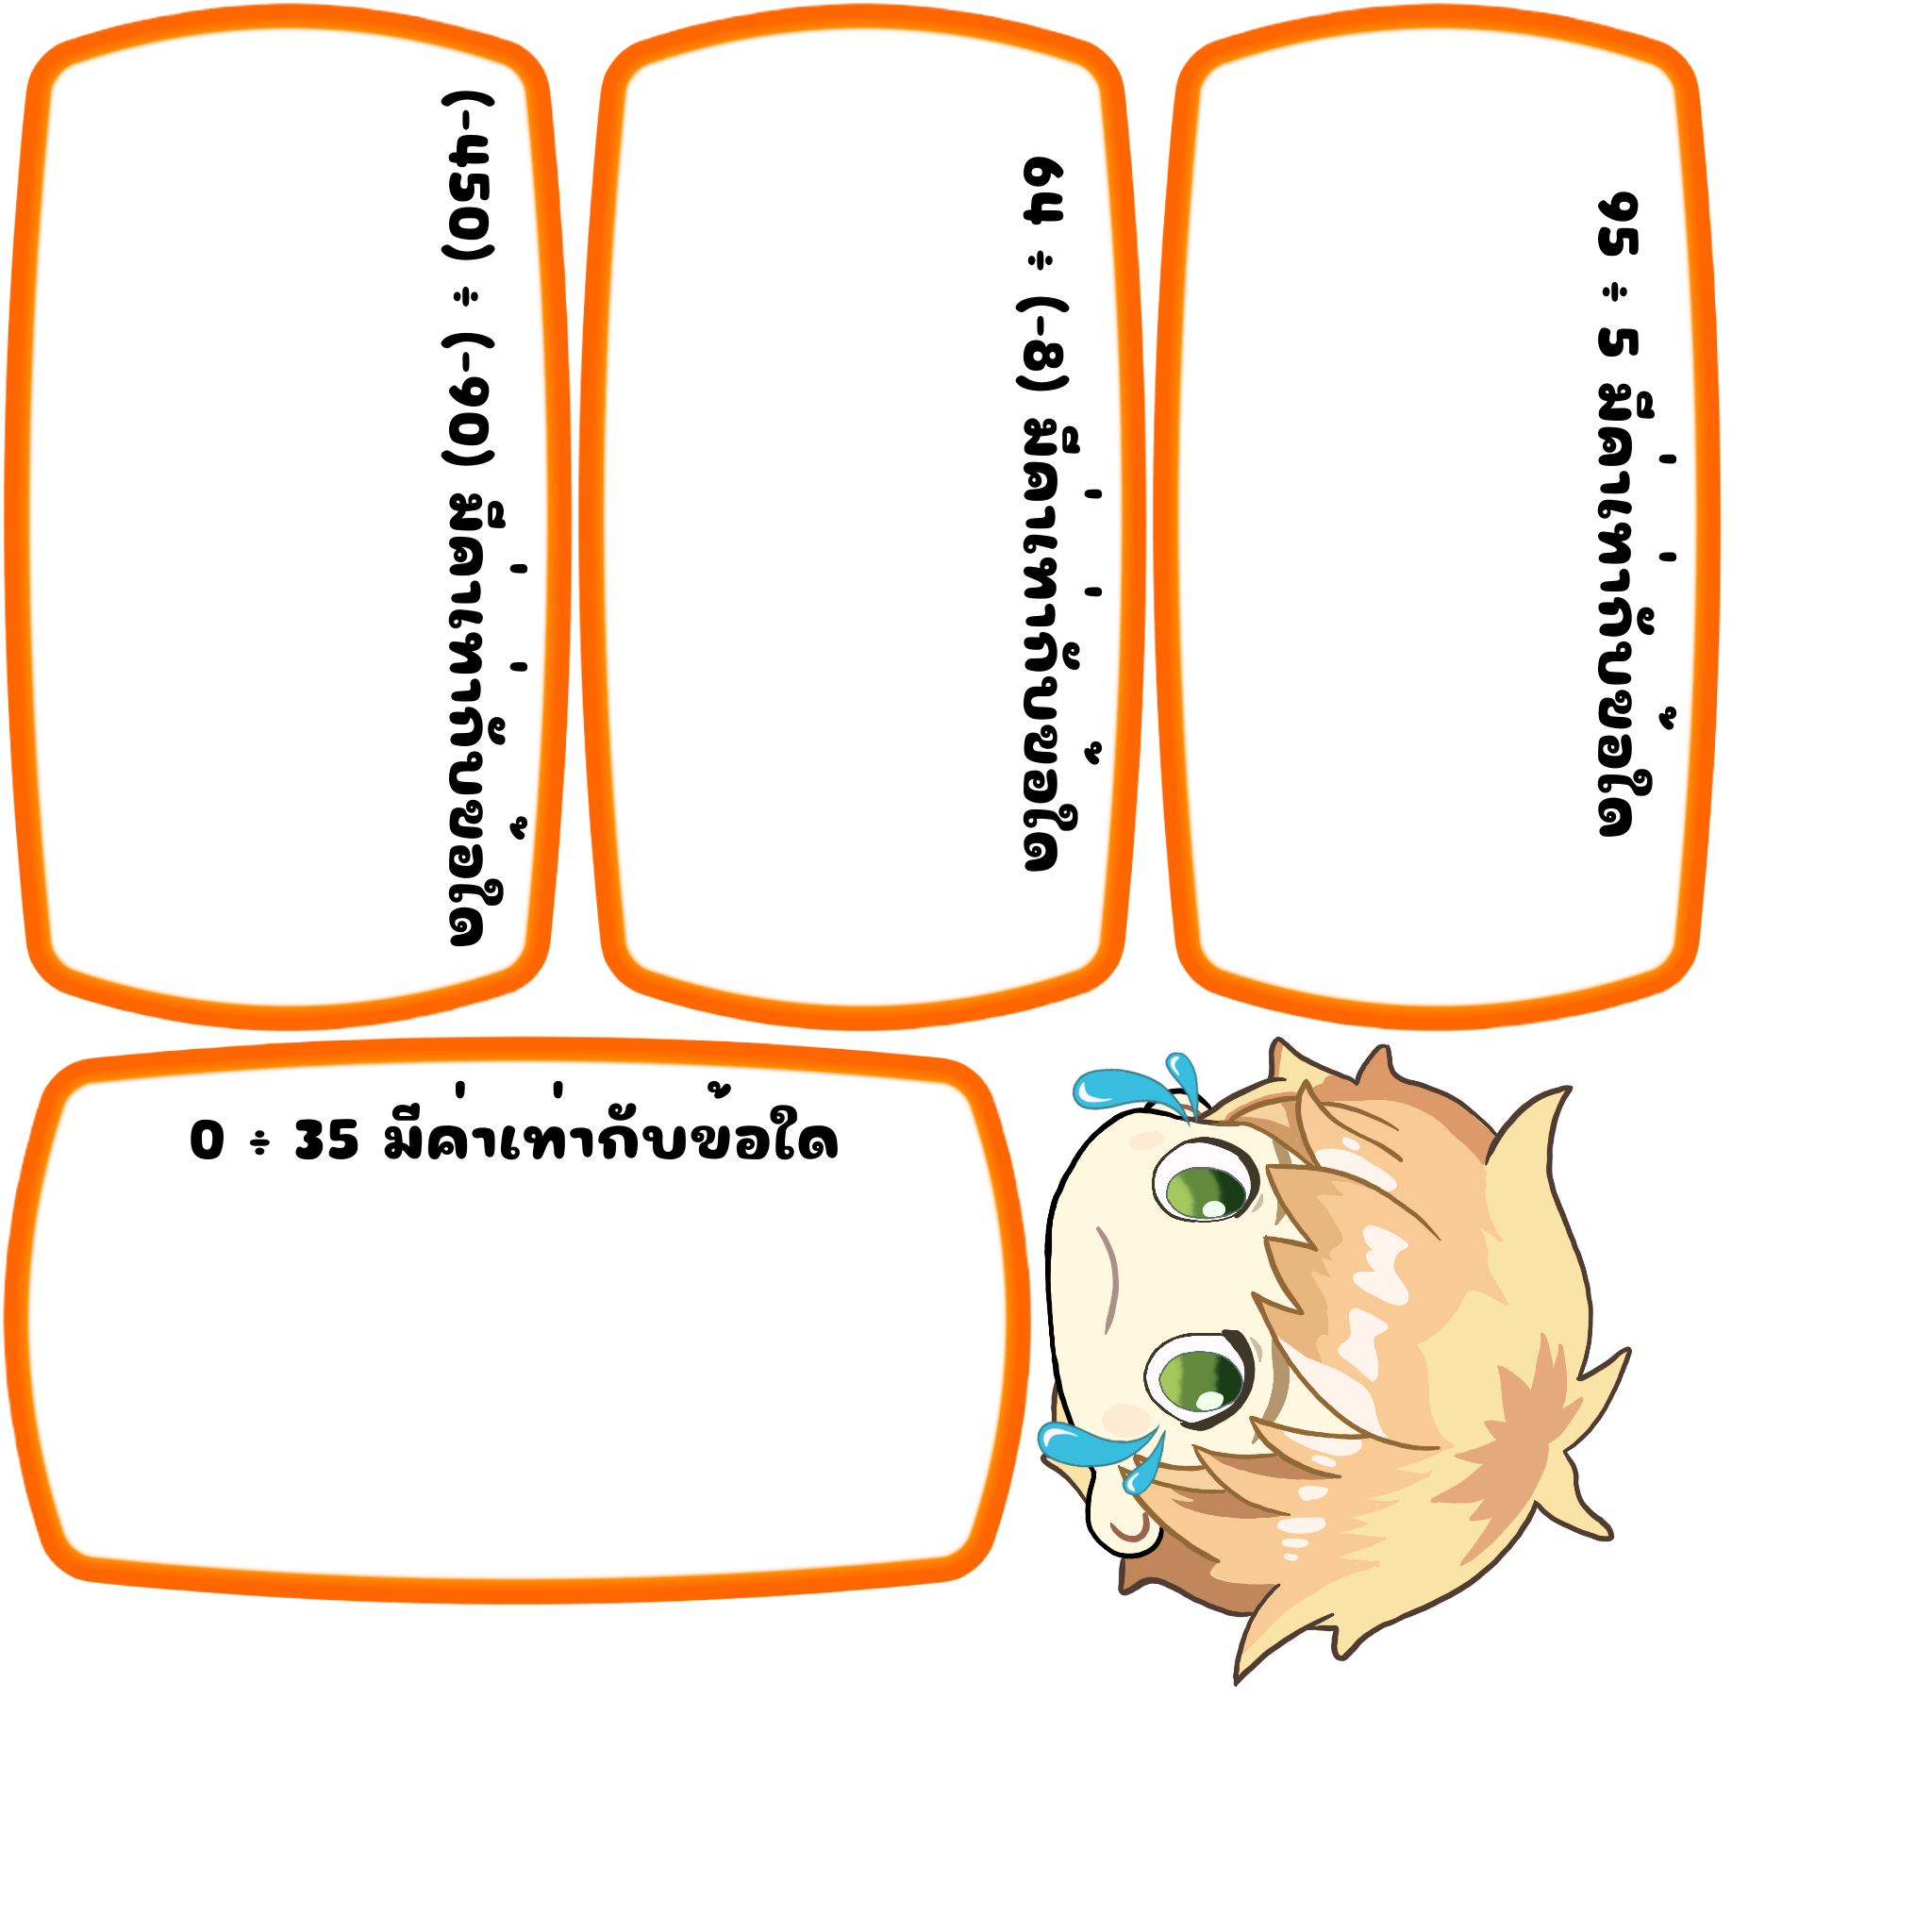 (-450) ÷ (-90) มีค่าเท่ากับข้อใด
64 ÷ (-8) มีค่าเท่ากับข้อใด
95 ÷ 5 มีค่าเท่ากับข้อใด
0 ÷ 35 มีค่าเท่ากับข้อใด